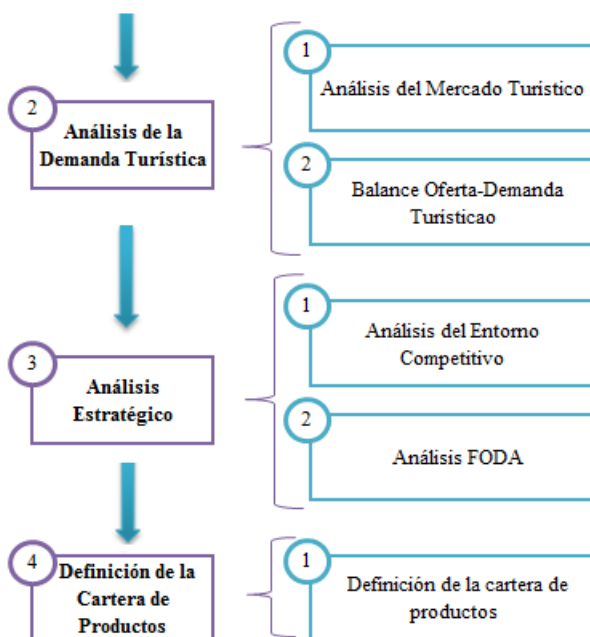 2
Análisis de la
Demanda Turística
1
Análisis del Mercado Turistico
2
Balance Oferta-Demanda
Turísticao
3
Análisis
Estratégico
1
Análisis del Entorno
Competitivo
2
Análisis FODA
4
Definición de la
Cartera de
Productos
1
Definición de la cartera de
productos